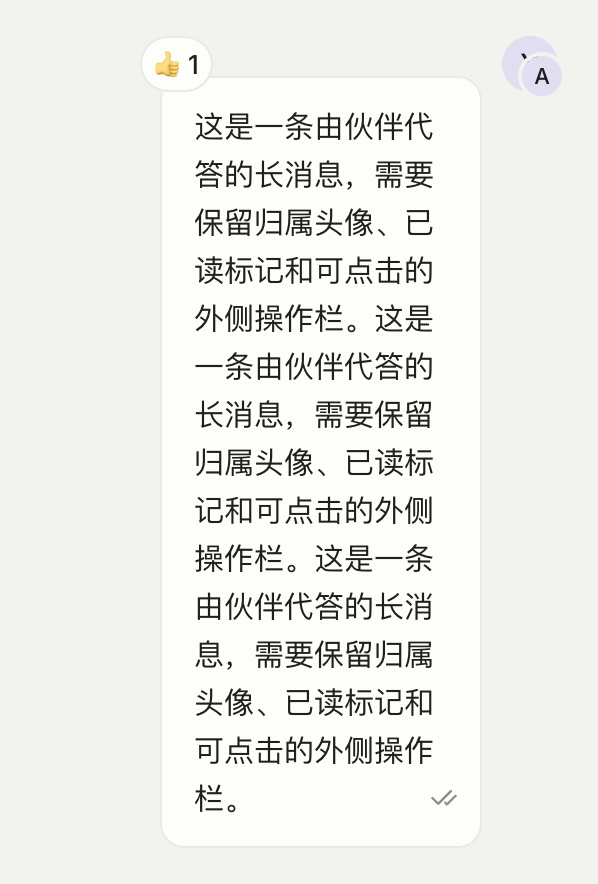 👍 1
A
这是一条由伙伴代
答的长消息，需要
保留归属头像、已
读标记和可点击的
外侧操作栏。这是
一条由伙伴代答的
长消息，需要保留
归属头像、已读标
记和可点击的外侧
操作栏。这是一条
由伙伴代答的长消
息，需要保留归属
头像、已读标记和
可点击的外侧操作
栏。